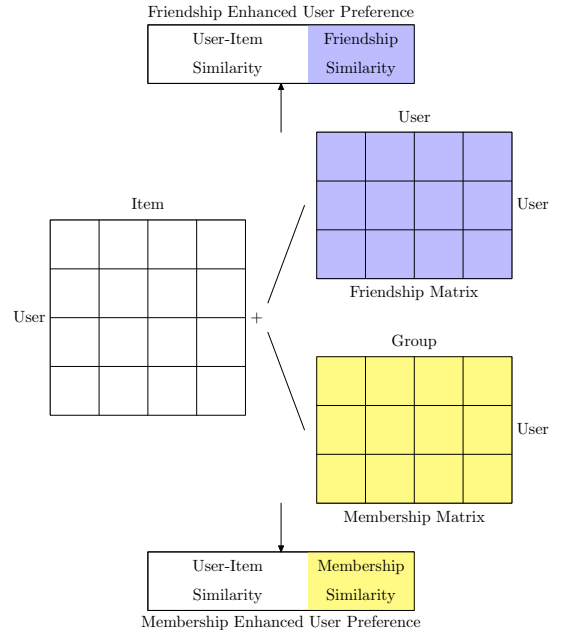 Friendship Enhanced User Preference
User-Item Friendship
Similarity Similarity
User
User
Friendship Matrix
Item
User
+
Group
User
Membership Matrix
User-Item Membership
Similarity Similarity
Membership Enhanced User Preference